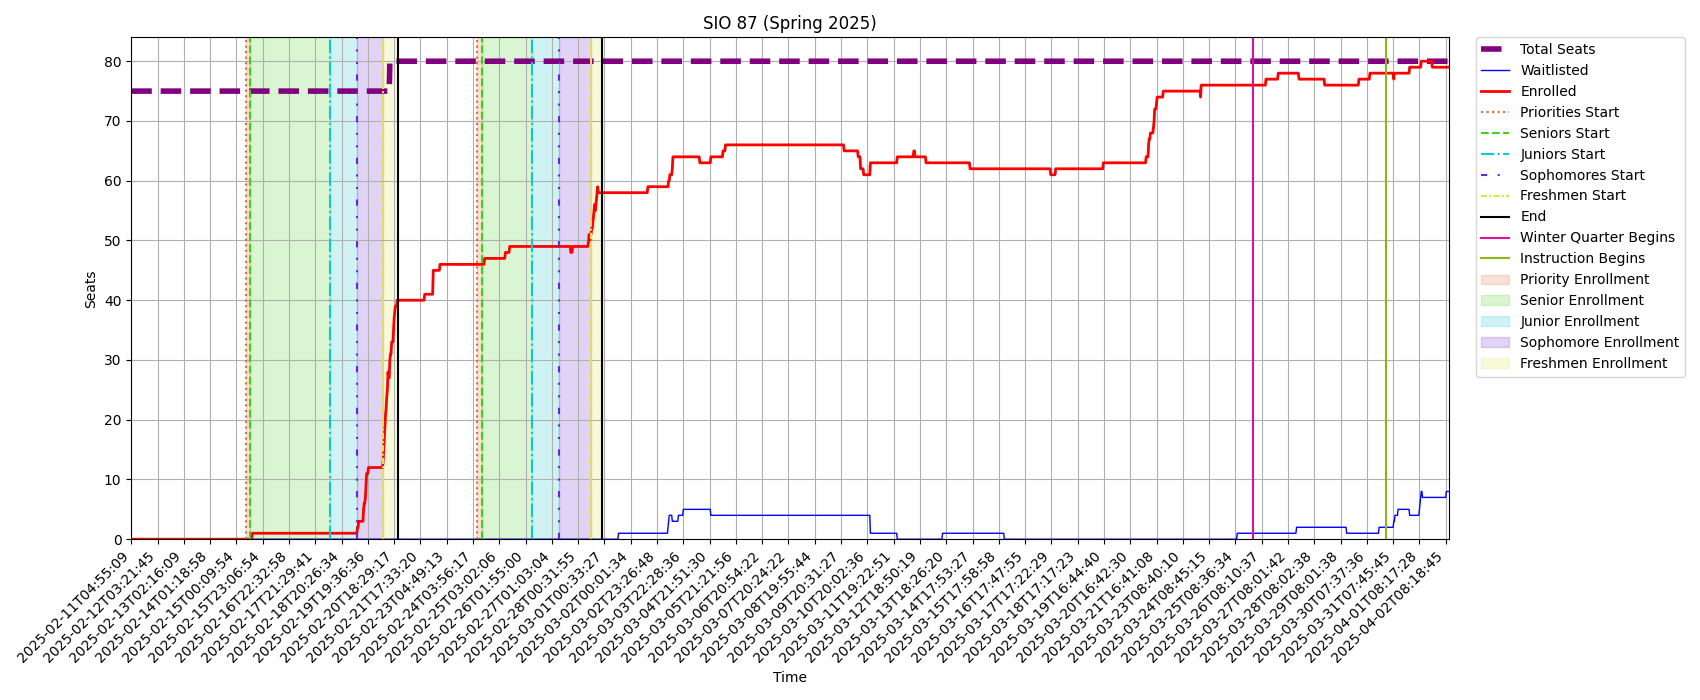 SIO 87 (Spring 2025)
Seats
80
70
60
50
40
30
20
10
0
2025-02-11T04:55:09
2025-02-12T03:21:45
2025-02-13T02:16:09
2025-02-14T01:18:58
2025-02-15T00:09:54
2025-02-15T23:06:54
2025-02-16T22:32:58
2025-02-17T21:29:41
2025-02-18T20:26:34
2025-02-19T19:36:36
2025-02-20T18:29:17
2025-02-21T17:33:20
2025-02-23T04:49:13
2025-02-24T03:56:17
2025-02-25T03:02:06
2025-02-26T01:55:00
2025-02-27T01:03:04
2025-02-28T00:31:55
2025-03-01T00:33:27
2025-03-02T00:01:34
2025-03-02T23:26:48
2025-03-03T22:28:36
2025-03-04T21:51:30
2025-03-05T21:21:56
2025-03-06T20:54:22
2025-03-07T20:24:22
2025-03-08T19:55:44
2025-03-09T20:31:27
2025-03-10T20:02:36
2025-03-11T19:22:51
2025-03-12T18:50:19
2025-03-13T18:26:20
2025-03-14T17:53:27
2025-03-15T17:58:58
2025-03-16T17:47:55
2025-03-17T17:22:29
2025-03-18T17:17:23
2025-03-19T16:44:40
2025-03-20T16:42:30
2025-03-21T16:41:08
2025-03-23T08:40:10
2025-03-24T08:45:15
2025-03-25T08:36:34
2025-03-26T08:10:37
2025-03-27T08:01:42
2025-03-28T08:02:38
2025-03-29T08:01:38
2025-03-30T07:37:36
2025-03-31T07:45:45
2025-04-01T08:17:28
2025-04-02T08:18:45
Time
Total Seats
Waitlisted
Enrolled
Priorities Start
Seniors Start
Juniors Start
Sophomores Start
Freshmen Start
End
Winter Quarter Begins
Instruction Begins
Priority Enrollment
Senior Enrollment
Junior Enrollment
Sophomore Enrollment
Freshmen Enrollment